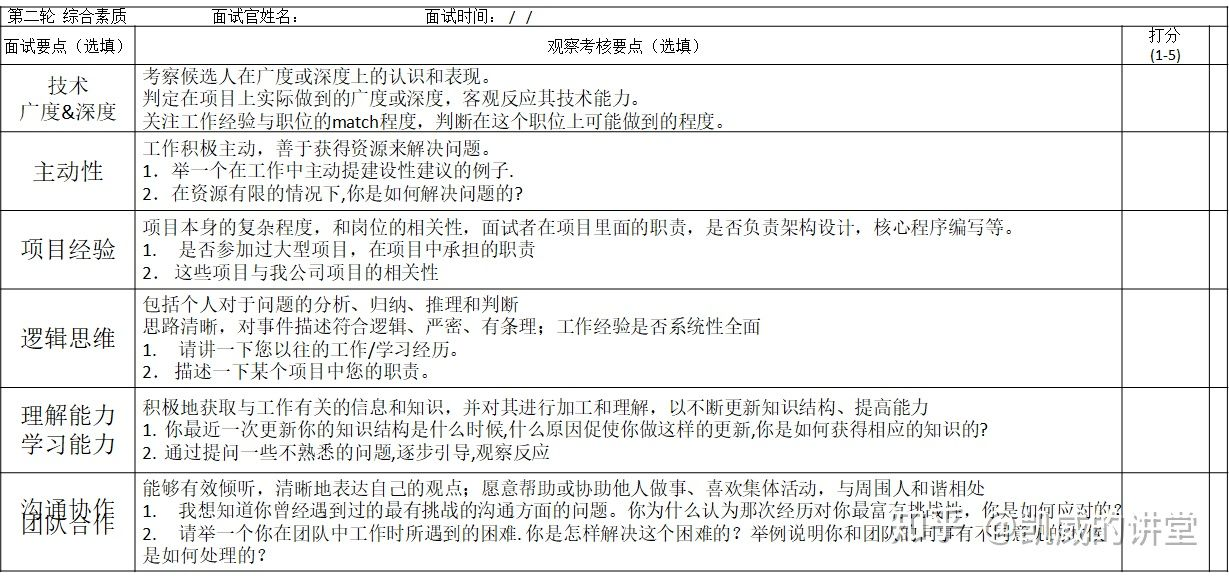 第二轮 综合素质 面试官姓名： 面试时间： / /
面试要点（选填） 观察考核要点（选填） 打分
(1-5)
技术
广度&深度
考察候选人在广度或深度上的认识和表现。
判定在项目上实际做到的广度或深度，客观反应其技术能力。
关注工作经验与职位的match程度，判断在这个职位上可能做到的程度。
主动性
工作积极主动，善于获得资源来解决问题。
1．举一个在工作中主动提建设性建议的例子.
2．在资源有限的情况下,你是如何解决问题的?
项目经验
项目本身的复杂程度，和岗位的相关性，面试者在项目里面的职责，是否负责架构设计，核心程序编写等。
1． 是否参加过大型项目，在项目中承担的职责
2． 这些项目与我公司项目的相关性
逻辑思维
包括个人对于问题的分析、归纳、推理和判断
思路清晰，对事件描述符合逻辑、严密、有条理；工作经验是否系统性全面
1． 请讲一下您以往的工作/学习经历。
2． 描述一下某个项目中您的职责。
理解能力
学习能力
积极地获取与工作有关的信息和知识，并对其进行加工和理解，以不断更新知识结构、提高能力
1. 你最近一次更新你的知识结构是什么时候,什么原因促使你做这样的更新,你是如何获得相应的知识的?
2. 通过提问一些不熟悉的问题,逐步引导,观察反应
沟通协作
团队合作
能够有效倾听，清晰地表达自己的观点；愿意帮助或协助他人做事、喜欢集体活动，与周围人和谐相处
1． 我想知道你曾经遇到过的最有挑战的沟通方面的问题。你为什么认为那次经历对你最富有挑战性，你是如何应对的？
2． 请举一个你在团队中工作时所遇到的困难.你是怎样解决这个困难的？举例说明你和团队的同事有不同意见的
是如何处理的？
知乎 @凯威的讲堂